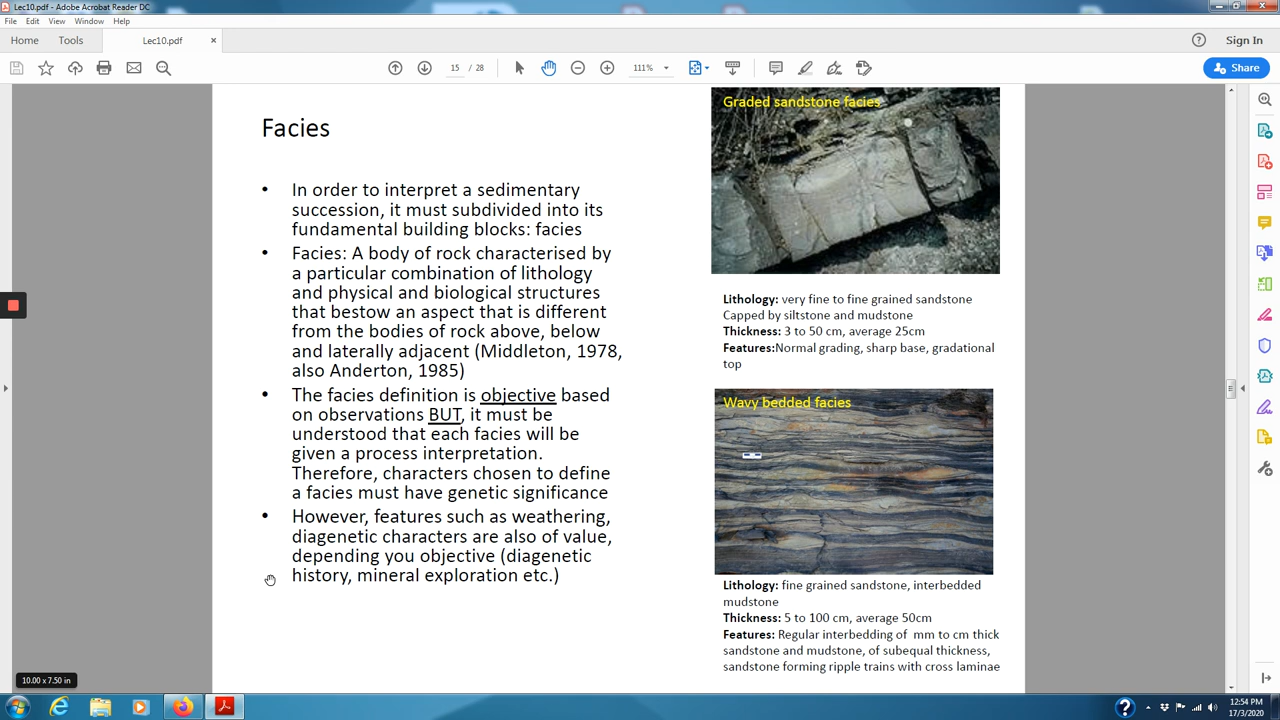 Lec10.pdf - Adobe Acrobat Reader DC
File Edit View Window Help
Home Tools Lec10.pdf × Sign In
15 / 28 111% Share
Facies
• In order to interpret a sedimentary
succession, it must subdivided into its
fundamental building blocks: facies
• Facies: A body of rock characterised by
a particular combination of lithology
and physical and biological structures
that bestow an aspect that is different
from the bodies of rock above, below
and laterally adjacent (Middleton, 1978,
also Anderton, 1985)
• The facies definition is objective based
on observations BUT, it must be
understood that each facies will be
given a process interpretation.
Therefore, characters chosen to define
a facies must have genetic significance
• However, features such as weathering,
diagenetic characters are also of value,
depending you objective (diagenetic
history, mineral exploration etc.)
Graded sandstone facies
Lithology: very fine to fine grained sandstone
Capped by siltstone and mudstone
Thickness: 3 to 50 cm, average 25cm
Features:Normal grading, sharp base, gradational
top
Wavy bedded facies
Lithology: fine grained sandstone, interbedded
mudstone
Thickness: 5 to 100 cm, average 50cm
Features: Regular interbedding of mm to cm thick
sandstone and mudstone, of subequal thickness,
sandstone forming ripple trains with cross laminae
10.00 x 7.50 in
12:54 PM
17/3/2020